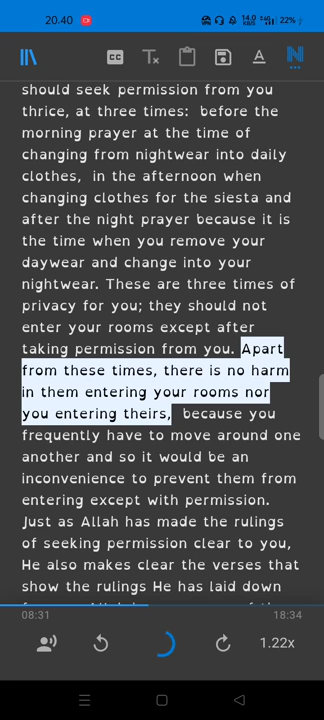 20.40
14.0
KB/S
22%
CC
A
N
should seek permission from you
thrice, at three times: before the
morning prayer at the time of
changing from nightwear into daily
clothes, in the afternoon when
changing clothes for the siesta and
after the night prayer because it is
the time when you remove your
daywear and change into your
nightwear. These are three times of
privacy for you; they should not
enter your rooms except after
taking permission from you. Apart
from these times, there is no harm
in them entering your rooms nor
you entering theirs, because you
frequently have to move around one
another and so it would be an
inconvenience to prevent them from
entering except with permission.
Just as Allah has made the rulings
of seeking permission clear to you,
He also makes clear the verses that
show the rulings He has laid down
08:31
18:34
1.22x